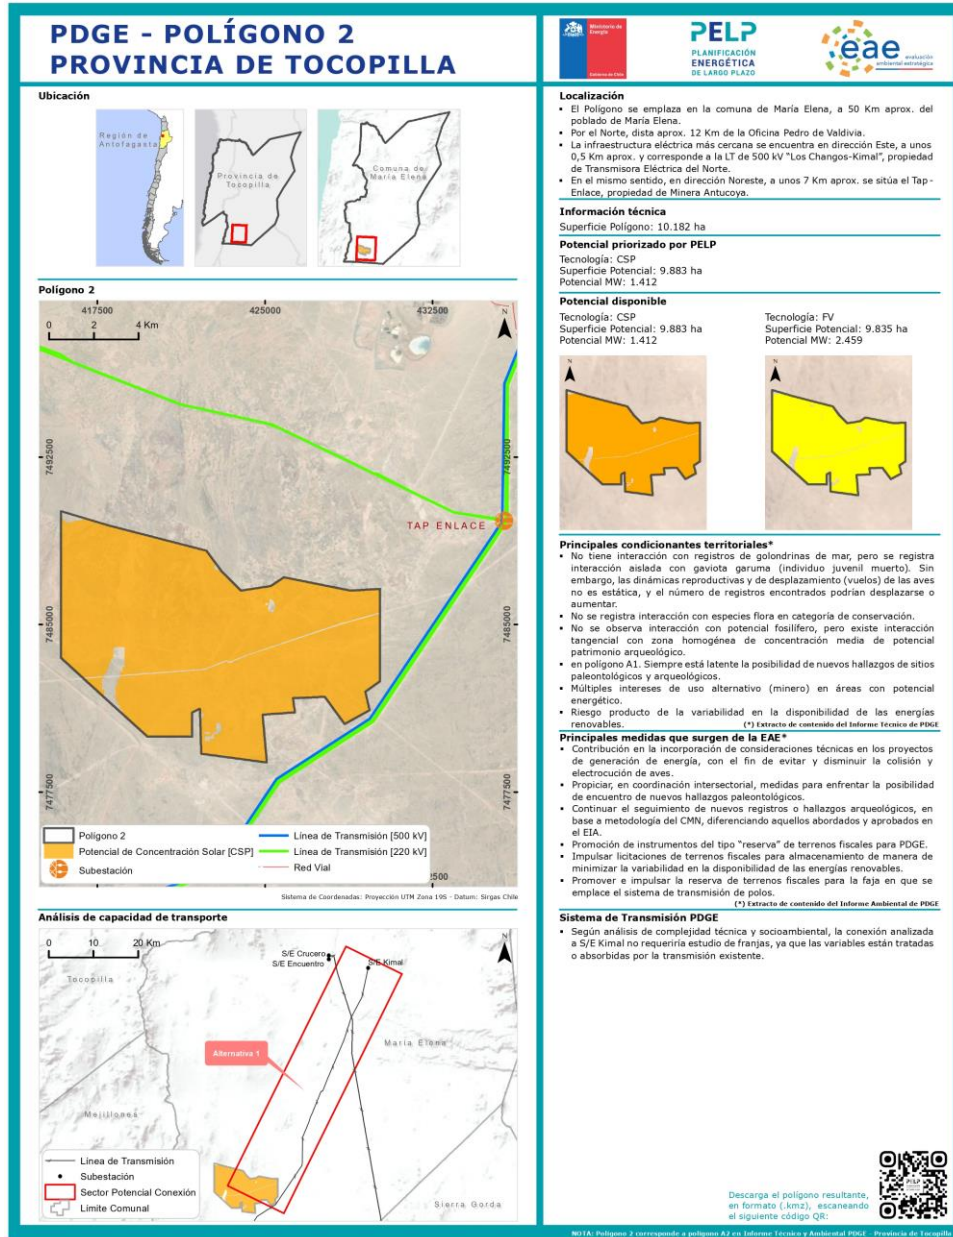 PDGE - POLÍGONO 2
PROVINCIA DE TOCOPILLA
Ministerio de
Energía
Gobierno de Chile
PELP
PLANIFICACIÓN
ENERGÉTICA
DE LARGO PLAZO
eae
evaluación
ambiental estratégica
Ubicación
Región de
Antofagasta
Provincia de
Tocopilla
Comuna de
María Elena
Polígono 2
417500
425000
432500
0 2 4 Km
N
7492500
7492500
TAP ENLACE
7485000
7485000
7477500
7477500
Polígono 2
Potencial de Concentración Solar [CSP]
Subestación
Línea de Transmisión [500 kV]
Línea de Transmisión [220 kV]
Red Vial
2500
Sistema de Coordenadas: Proyección UTM Zona 19S - Datum: Sirgas Chile
Análisis de capacidad de transporte
0 10 20 Km
N
S/E Crucero
S/E Encuentro
S/E Kimal
Tocopilla
María Elena
Alternativa 1
Mejillones
Sierra Gorda
Línea de Transmisión
Subestación
Sector Potencial Conexión
Límite Comunal
Localización
▪ El Polígono se emplaza en la comuna de María Elena, a 50 Km aprox. del
poblado de María Elena.
▪ Por el Norte, dista aprox. 12 Km de la Oficina Pedro de Valdivia.
▪ La infraestructura eléctrica más cercana se encuentra en dirección Este, a unos
0,5 Km aprox. y corresponde a la LT de 500 kV “Los Changos-Kimal”, propiedad
de Transmisora Eléctrica del Norte.
▪ En el mismo sentido, en dirección Noreste, a unos 7 Km aprox. se sitúa el Tap -
Enlace, propiedad de Minera Antucoya.
Información técnica
Superficie Polígono: 10.182 ha
Potencial priorizado por PELP
Tecnología: CSP
Superficie Potencial: 9.883 ha
Potencial MW: 1.412
Potencial disponible
Tecnología: CSP
Superficie Potencial: 9.883 ha
Potencial MW: 1.412
Tecnología: FV
Superficie Potencial: 9.835 ha
Potencial MW: 2.459
N
N
Principales condicionantes territoriales*
▪ No tiene interacción con registros de golondrinas de mar, pero se registra
interacción aislada con gaviota garuma (individuo juvenil muerto). Sin
embargo, las dinámicas reproductivas y de desplazamiento (vuelos) de las aves
no es estática, y el número de registros encontrados podrían desplazarse o
aumentar.
▪ No se registra interacción con especies flora en categoría de conservación.
▪ No se observa interacción con potencial fosilífero, pero existe interacción
tangencial con zona homogénea de concentración media de potencial
patrimonio arqueológico.
▪ en polígono A1. Siempre está latente la posibilidad de nuevos hallazgos de sitios
paleontológicos y arqueológicos.
▪ Múltiples intereses de uso alternativo (minero) en áreas con potencial
energético.
▪ Riesgo producto de la variabilidad en la disponibilidad de las energías
renovables.
(*) Extracto de contenido del Informe Técnico de PDGE
Principales medidas que surgen de la EAE*
▪ Contribución en la incorporación de consideraciones técnicas en los proyectos
de generación de energía, con el fin de evitar y disminuir la colisión y
electrocución de aves.
▪ Propiciar, en coordinación intersectorial, medidas para enfrentar la posibilidad
de encuentro de nuevos hallazgos paleontológicos.
▪ Continuar el seguimiento de nuevos registros o hallazgos arqueológicos, en
base a metodología del CMN, diferenciando aquellos abordados y aprobados en
el EIA.
▪ Promoción de instrumentos del tipo “reserva” de terrenos fiscales para PDGE.
▪ Impulsar licitaciones de terrenos fiscales para almacenamiento de manera de
minimizar la variabilidad en la disponibilidad de las energías renovables.
▪ Promover e impulsar la reserva de terrenos fiscales para la faja en que se
emplace el sistema de transmisión de polos.
(*) Extracto de contenido del Informe Ambiental de PDGE
Sistema de Transmisión PDGE
▪ Según análisis de complejidad técnica y socioambiental, la conexión analizada
a S/E Kimal no requeriría estudio de franjas, ya que las variables están tratadas
o absorbidas por la transmisión existente.
Descarga el polígono resultante,
en formato (.kmz), escaneando
el siguiente código QR:
PELP
NOTA: Polígono 2 corresponde a polígono A2 en Informe Técnico y Ambiental PDGE - Provincia de Tocopilla